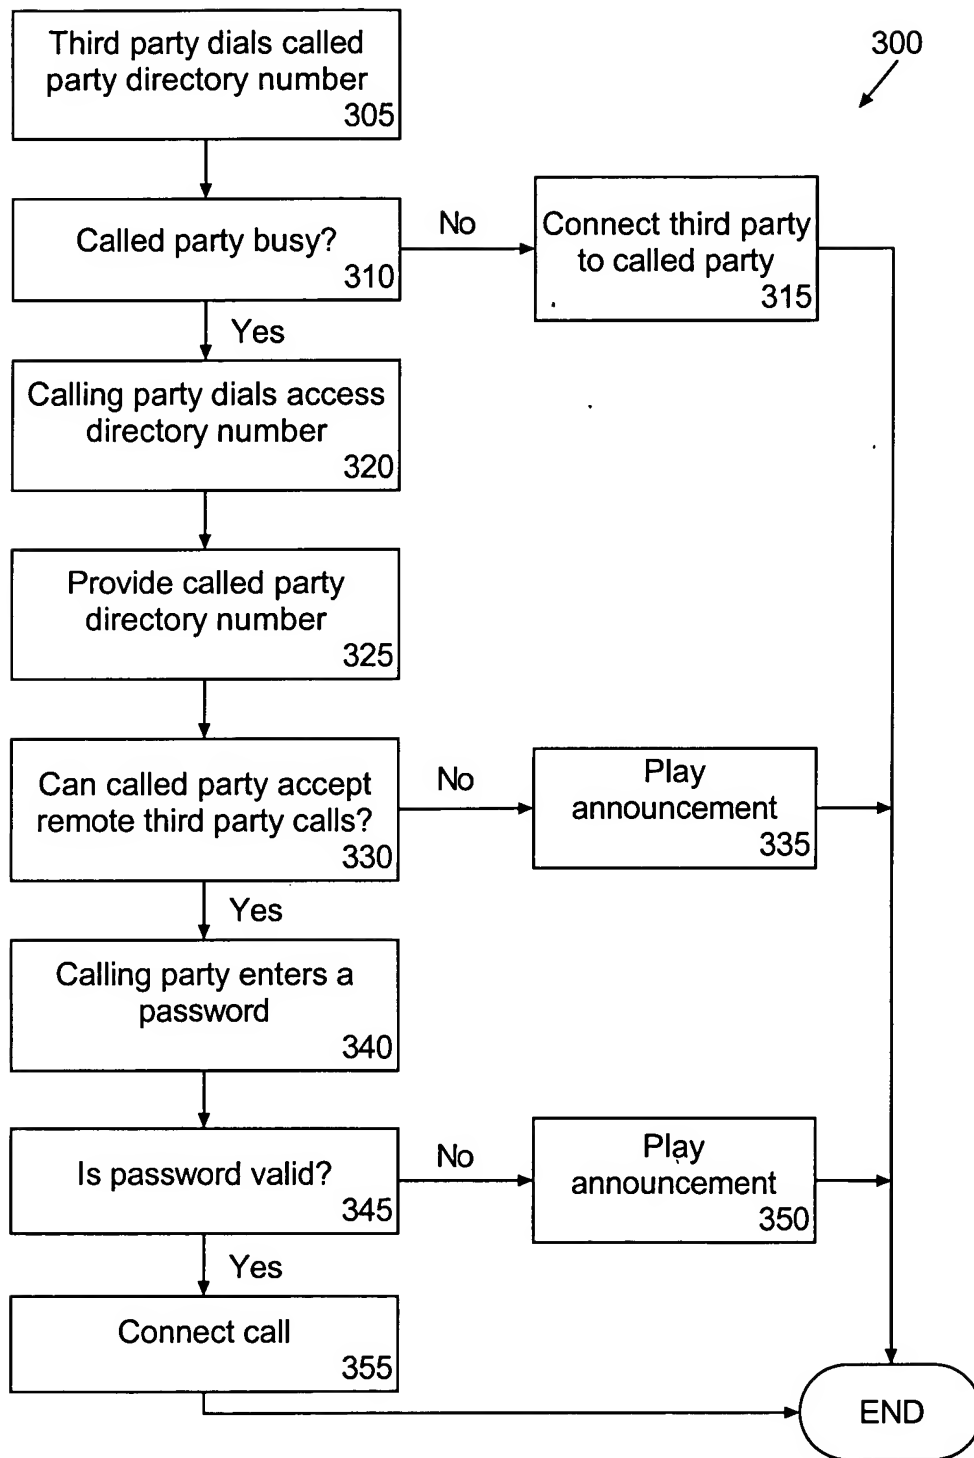 Third party dials called
party directory number
305
300
Called party busy?
310
No
Connect third party
to called party
315
Yes
Calling party dials access
directory number
320
Provide called party
directory number
325
Can called party accept
remote third party calls?
330
No
Play
announcement
335
Yes
Calling party enters a
password
340
Is password valid?
345
No
Play
announcement
350
Yes
Connect call
355
END